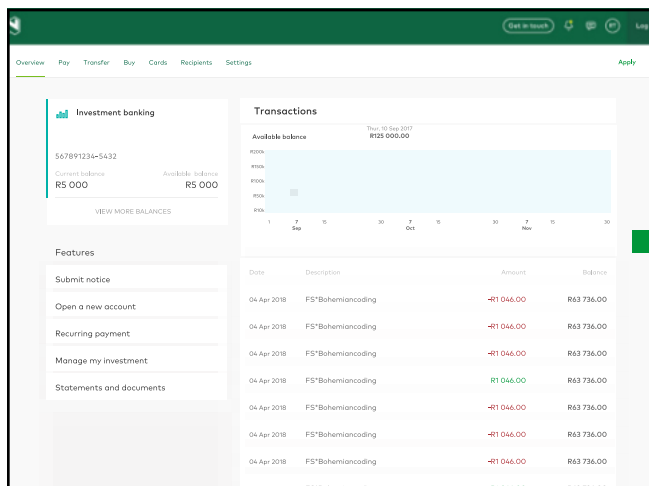 Get in touch
Log
Overview Pay Transfer Buy Cards Recipients Settings Apply
Investment banking
567891234-5432
Current balance Available balance
R5 000 R5 000
VIEW MORE BALANCES
Features
Submit notice
Open a new account
Recurring payment
Manage my investment
Statements and documents
Transactions
Thur, 10 Sep 2017
Available balance R125 000.00
R200k
R150k
R100k
R50k
R10k
1 7 15 30 7 15 30 7 15 30
Sep Oct Nov
Date Description Amount Balance
04 Apr 2018 FS*Bohemiancoding -R1 046.00 R63 736.00
04 Apr 2018 FS*Bohemiancoding -R1 046.00 R63 736.00
04 Apr 2018 FS*Bohemiancoding -R1 046.00 R63 736.00
04 Apr 2018 FS*Bohemiancoding R1 046.00 R63 736.00
04 Apr 2018 FS*Bohemiancoding -R1 046.00 R63 736.00
04 Apr 2018 FS*Bohemiancoding -R1 046.00 R63 736.00
04 Apr 2018 FS*Bohemiancoding -R1 046.00 R63 736.00